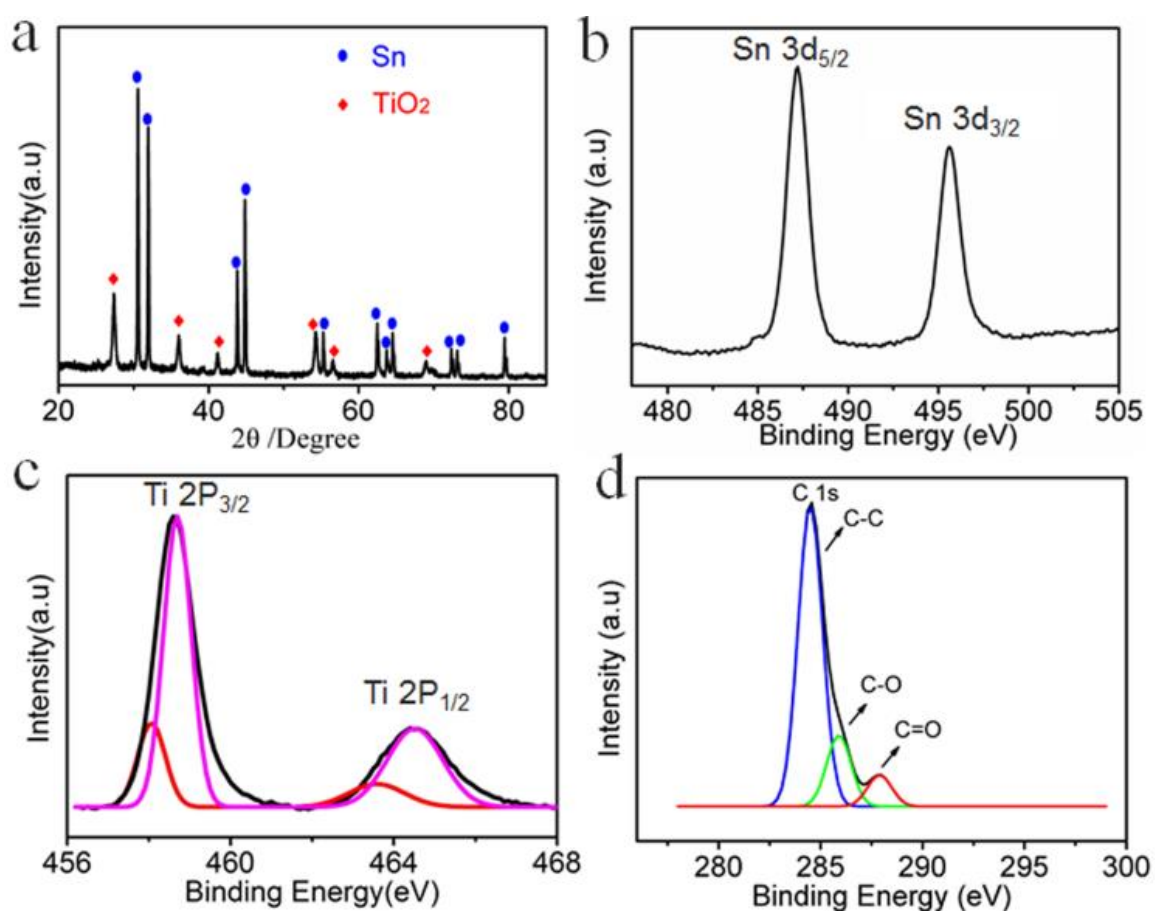 a
Sn
TiO₂
Intensity(a.u)
20 40 60 80
2θ /Degree
b
Sn 3d₅/₂
Sn 3d₃/₂
Intensity (a.u)
480 485 490 495 500 505
Binding Energy (eV)
c
Ti 2P₃/₂
Ti 2P₁/₂
Intensity(a.u)
456 460 464 468
Binding Energy(eV)
d
C 1s
C-C
C-O
C=O
Intensity (a.u)
280 285 290 295 300
Binding Energy (eV)